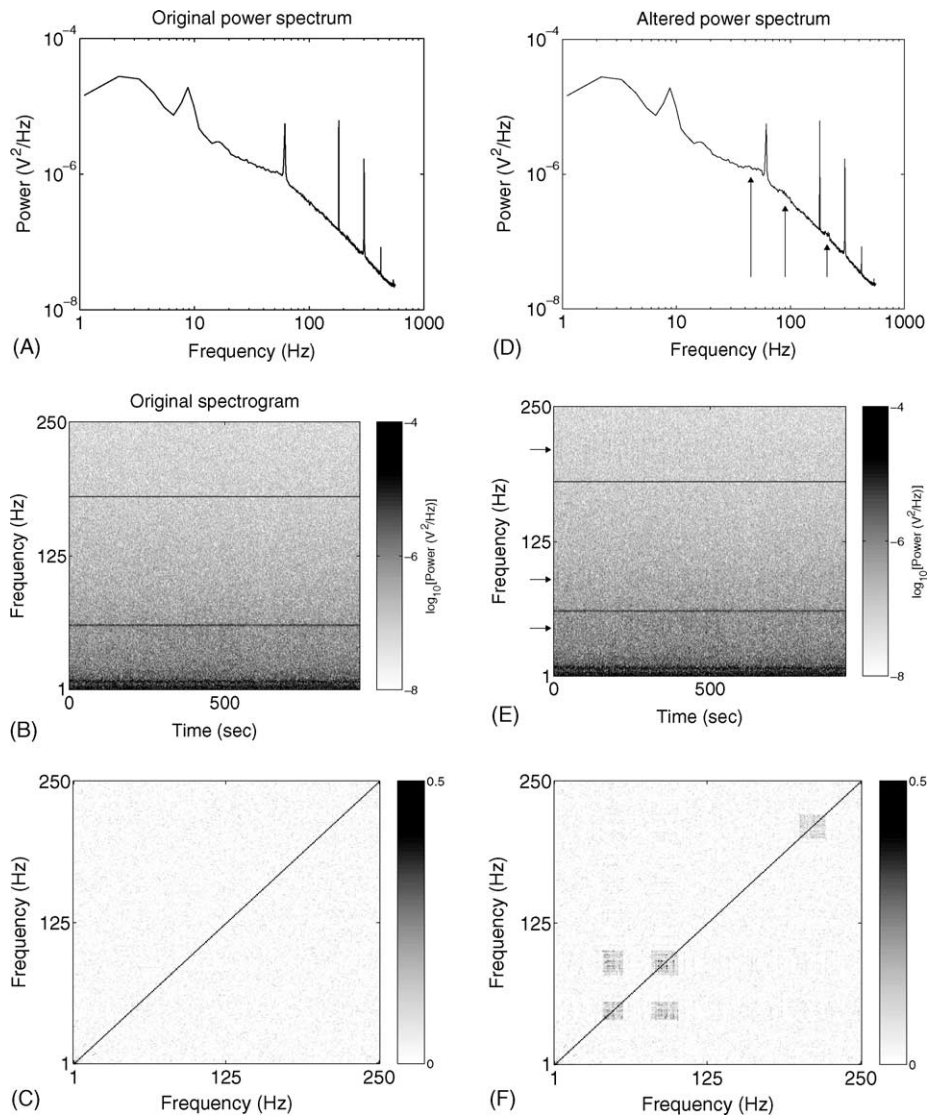 Original power spectrum
10⁻⁴
10⁻⁶
10⁻⁸
Power (V²/Hz)
1 10 100 1000
Frequency (Hz)
(A)
Altered power spectrum
10⁻⁴
10⁻⁶
10⁻⁸
Power (V²/Hz)
1 10 100 1000
Frequency (Hz)
(D)
Original spectrogram
250
125
1
Frequency (Hz)
0 500
Time (sec)
−4
−6
−8
log₁₀[Power (V²/Hz)]
(B)
250
125
1
Frequency (Hz)
0 500
Time (sec)
−4
−6
−8
log₁₀[Power (V²/Hz)]
(E)
250
125
1
Frequency (Hz)
1 125 250
Frequency (Hz)
0.5
0
(C)
250
125
1
Frequency (Hz)
1 125 250
Frequency (Hz)
0.5
0
(F)